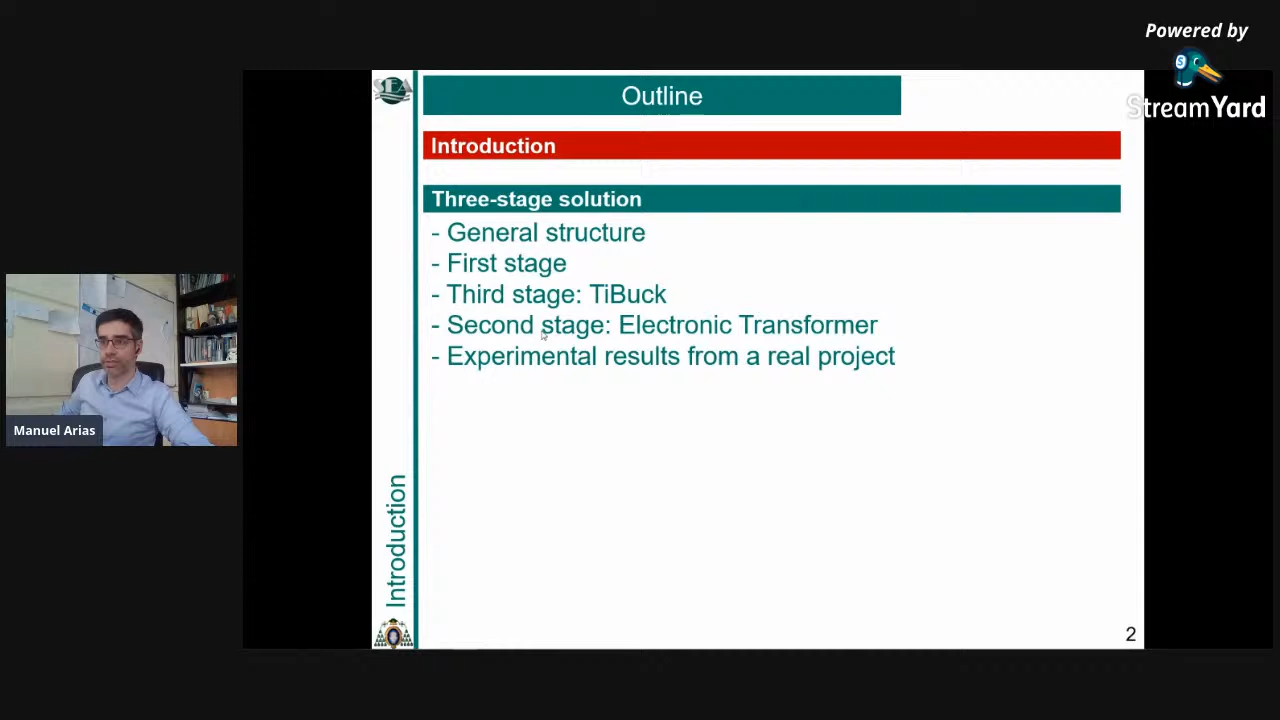 Powered by
StreamYard
SEA
Outline
Introduction
Three-stage solution
- General structure
- First stage
- Third stage: TiBuck
- Second stage: Electronic Transformer
- Experimental results from a real project
Manuel Arias
Introduction
2